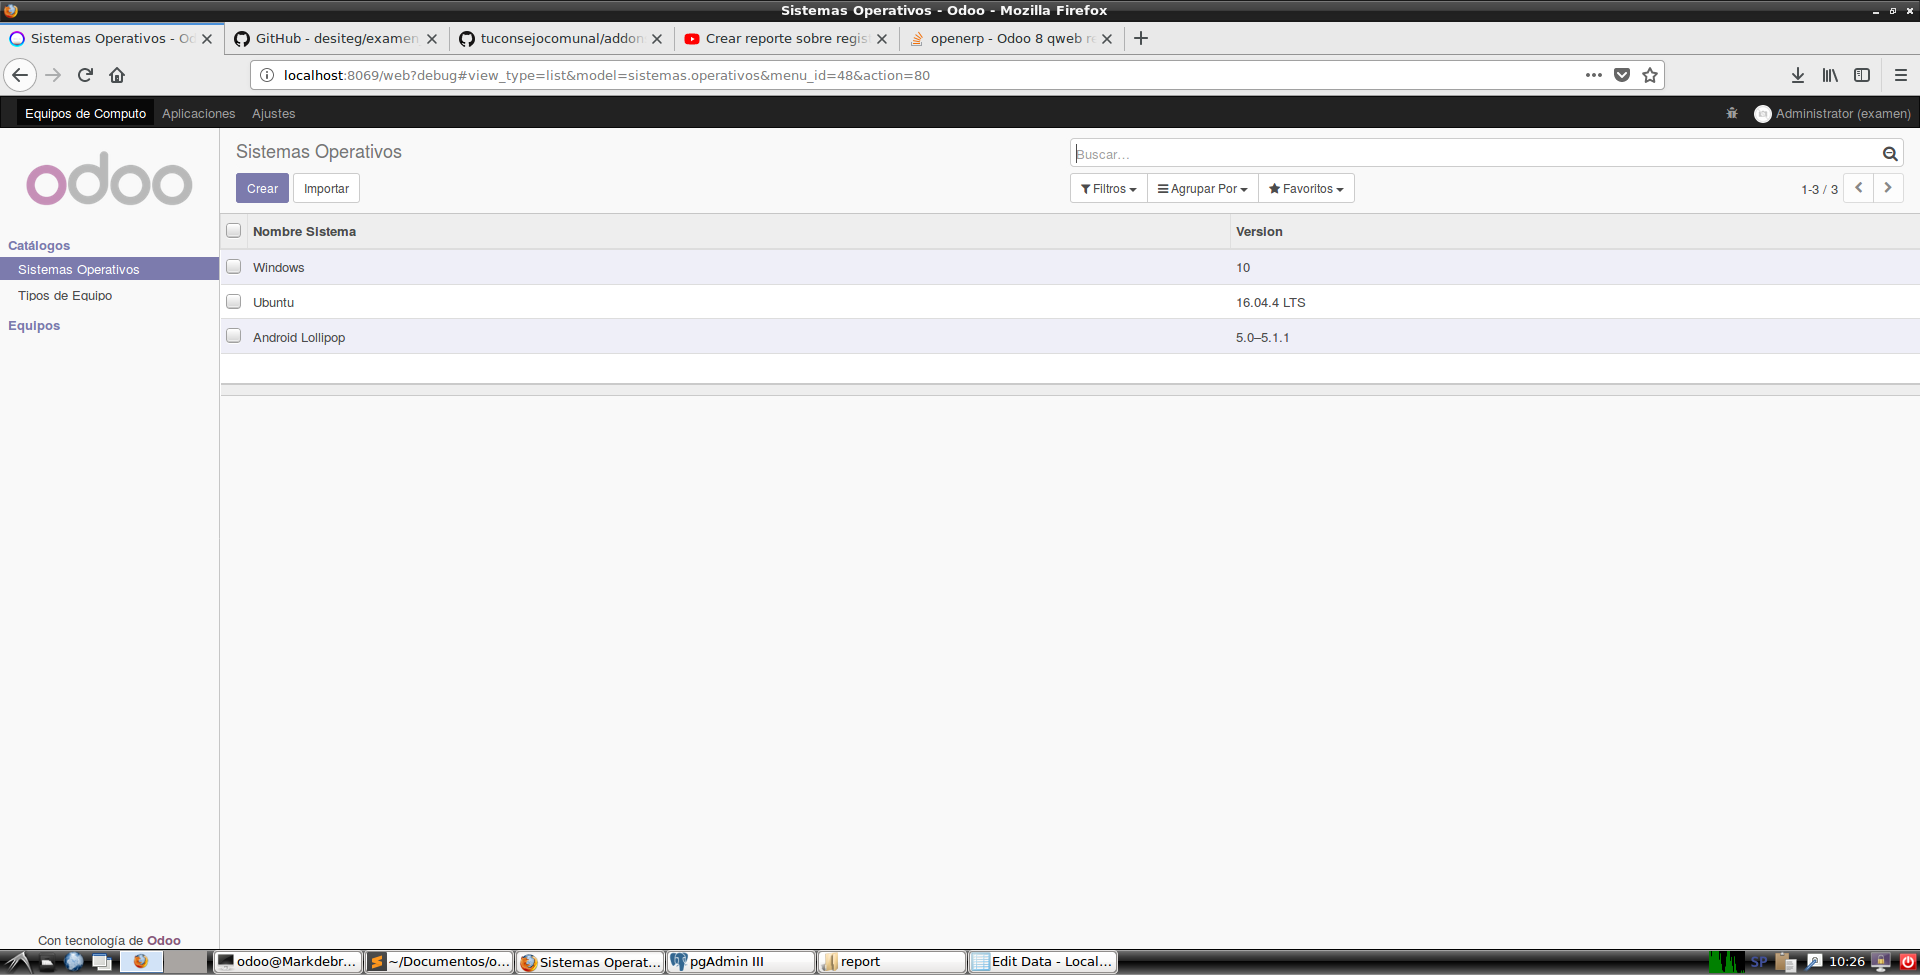 Sistemas Operativos - Odoo - Mozilla Firefox
Sistemas Operativos - Od
GitHub - desiteg/examen
tuconsejocomunal/addon
Crear reporte sobre regis
openerp - Odoo 8 qweb re
localhost:8069/web?debug#view_type=list&model=sistemas.operativos&menu_id=48&action=80
Equipos de Computo
Aplicaciones
Ajustes
Administrator (examen)
odoo
Catálogos
Sistemas Operativos
Tipos de Equipo
Equipos
Con tecnología de Odoo
Sistemas Operativos
Buscar...
Crear
Importar
Filtros
Agrupar Por
Favoritos
1-3 / 3
Nombre Sistema Version
Windows 10
Ubuntu 16.04.4 LTS
Android Lollipop 5.0–5.1.1
odoo@Markdebr...
~/Documentos/o...
Sistemas Operat...
pgAdmin III
report
Edit Data - Local...
SP
10:26